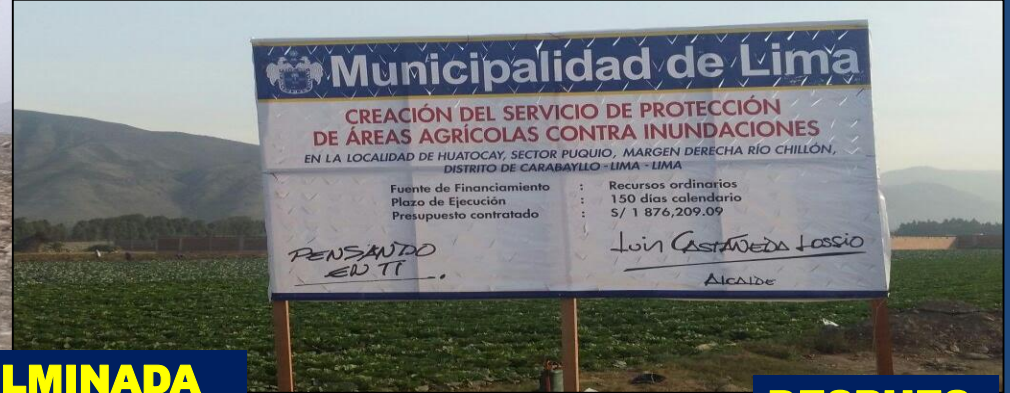 Municipalidad de Lima
CREACIÓN DEL SERVICIO DE PROTECCIÓN
DE ÁREAS AGRÍCOLAS CONTRA INUNDACIONES
EN LA LOCALIDAD DE HUATOCAY, SECTOR PUQUIO, MARGEN DERECHA RÍO CHILLÓN,
DISTRITO DE CARABAYLLO - LIMA - LIMA
Fuente de Financiamiento : Recursos ordinarios
Plazo de Ejecución : 150 días calendario
Presupuesto contratado : S/ 1 876,209.09
PENSANDO
EN TI
Luis CASTAÑEDA LOSSIO
ALCALDE
LMINADA